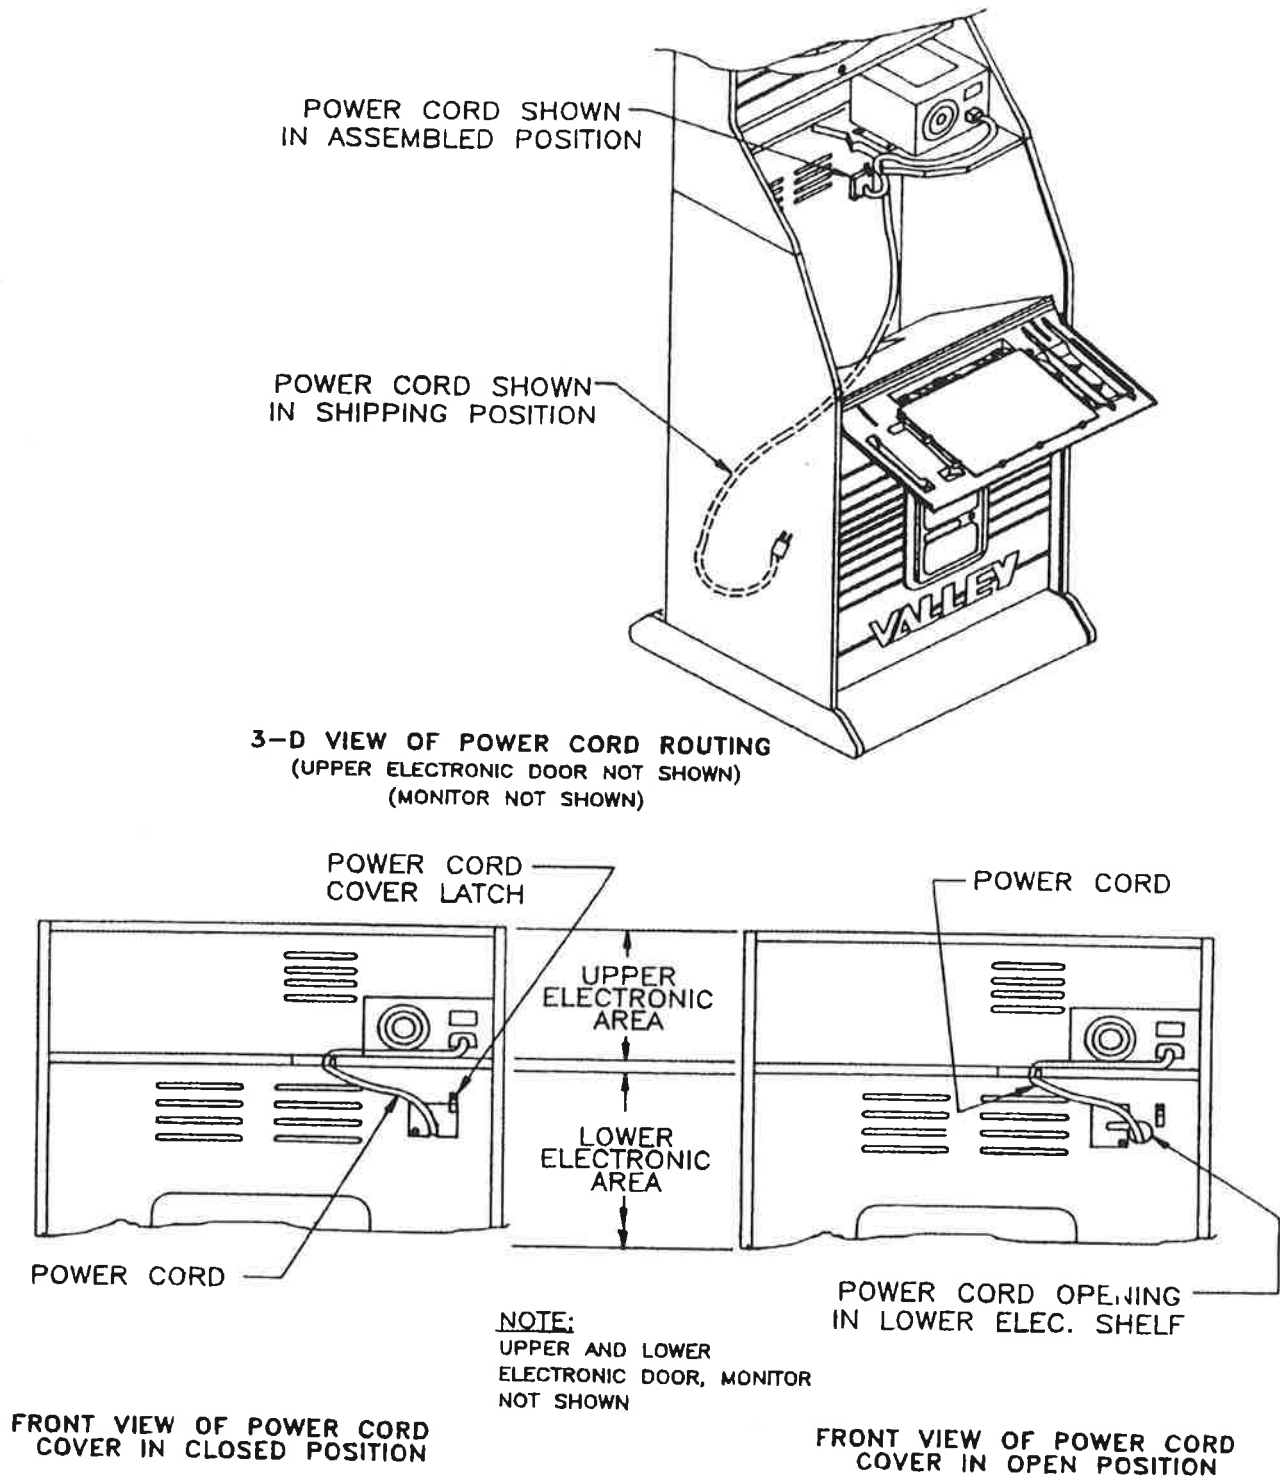 POWER CORD SHOWN
IN ASSEMBLED POSITION
POWER CORD SHOWN
IN SHIPPING POSITION
VALLEY
3-D VIEW OF POWER CORD ROUTING
(UPPER ELECTRONIC DOOR NOT SHOWN)
(MONITOR NOT SHOWN)
POWER CORD
COVER LATCH
POWER CORD
UPPER
ELECTRONIC
AREA
LOWER
ELECTRONIC
AREA
POWER CORD
POWER CORD OPENING
IN LOWER ELEC. SHELF
NOTE:
UPPER AND LOWER
ELECTRONIC DOOR, MONITOR
NOT SHOWN
FRONT VIEW OF POWER CORD
COVER IN CLOSED POSITION
FRONT VIEW OF POWER CORD
COVER IN OPEN POSITION